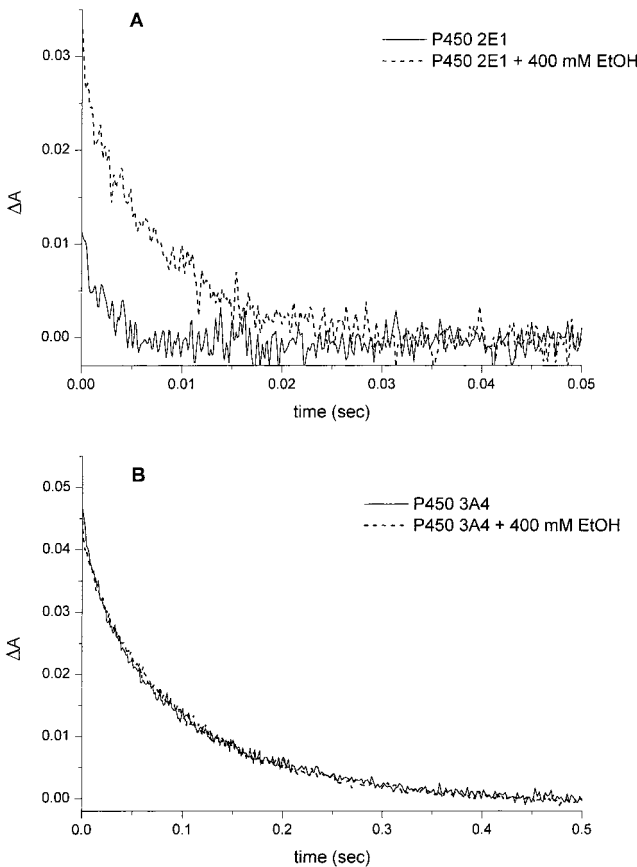 A
P450 2E1
P450 2E1 + 400 mM EtOH
0.03
0.02
0.01
0.00
ΔA
0.00 0.01 0.02 0.03 0.04 0.05
time (sec)
B
P450 3A4
P450 3A4 + 400 mM EtOH
0.05
0.04
0.03
0.02
0.01
0.00
ΔA
0.0 0.1 0.2 0.3 0.4 0.5
time (sec)